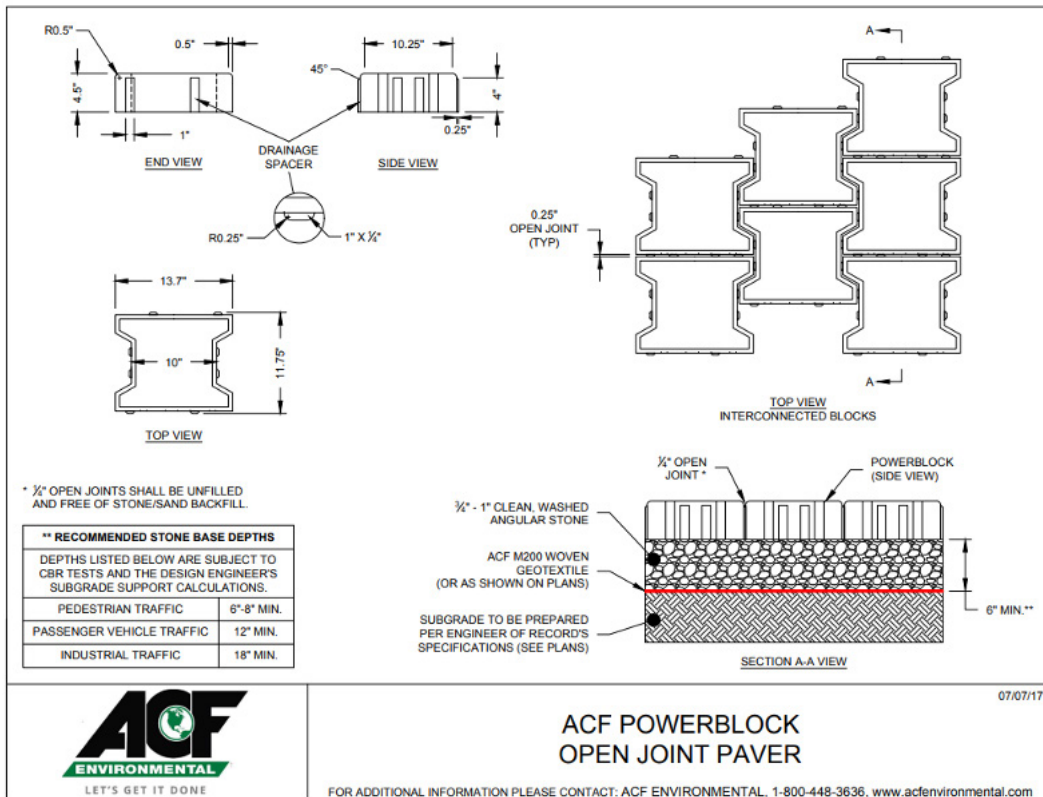 R0.5"
0.5"
4.5"
1"
END VIEW
10.25"
45°
4"
0.25"
SIDE VIEW
DRAINAGE
SPACER
R0.25"
1" X ¼"
13.7"
10"
11.75"
TOP VIEW
A
0.25"
OPEN JOINT
(TYP)
A
TOP VIEW
INTERCONNECTED BLOCKS
* ¼" OPEN JOINTS SHALL BE UNFILLED
AND FREE OF STONE/SAND BACKFILL.
** RECOMMENDED STONE BASE DEPTHS
DEPTHS LISTED BELOW ARE SUBJECT TO
CBR TESTS AND THE DESIGN ENGINEER'S
SUBGRADE SUPPORT CALCULATIONS.
PEDESTRIAN TRAFFIC 6"-8" MIN.
PASSENGER VEHICLE TRAFFIC 12" MIN.
INDUSTRIAL TRAFFIC 18" MIN.
¼" OPEN
JOINT *
POWERBLOCK
(SIDE VIEW)
¾" - 1" CLEAN, WASHED
ANGULAR STONE
ACF M200 WOVEN
GEOTEXTILE
(OR AS SHOWN ON PLANS)
SUBGRADE TO BE PREPARED
PER ENGINEER OF RECORD'S
SPECIFICATIONS (SEE PLANS)
6" MIN.**
SECTION A-A VIEW
ACF
ENVIRONMENTAL
LET'S GET IT DONE
07/07/17
ACF POWERBLOCK
OPEN JOINT PAVER
FOR ADDITIONAL INFORMATION PLEASE CONTACT: ACF ENVIRONMENTAL, 1-800-448-3636, www.acfenvironmental.com